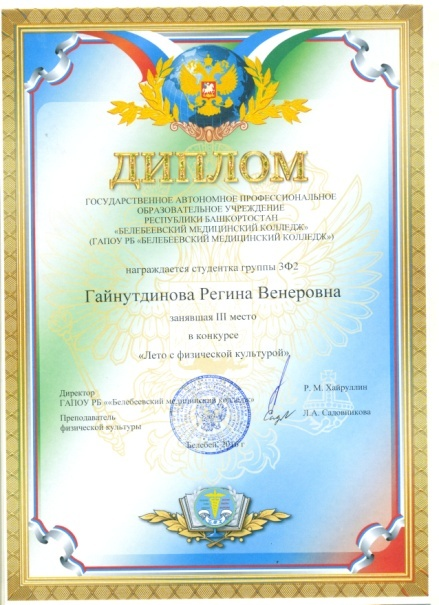 ДИПЛОМ
ГОСУДАРСТВЕННОЕ АВТОНОМНОЕ ПРОФЕССИОНАЛЬНОЕ
ОБРАЗОВАТЕЛЬНОЕ УЧРЕЖДЕНИЕ
РЕСПУБЛИКИ БАШКОРТОСТАН
«БЕЛЕБЕЕВСКИЙ МЕДИЦИНСКИЙ КОЛЛЕДЖ»
(ГАПОУ РБ «БЕЛЕБЕЕВСКИЙ МЕДИЦИНСКИЙ КОЛЛЕДЖ»)
награждается студентка группы 3Ф2
Гайнутдинова Регина Венеровна
занявшая III место
в конкурсе
«Лето с физической культурой»
Директор
ГАПОУ РБ ««Белебеевский медицинский колледж»
Р. М. Хайруллин
Преподаватель
физической культуры
Л.А. Садовникова
Белебей, 2016 г